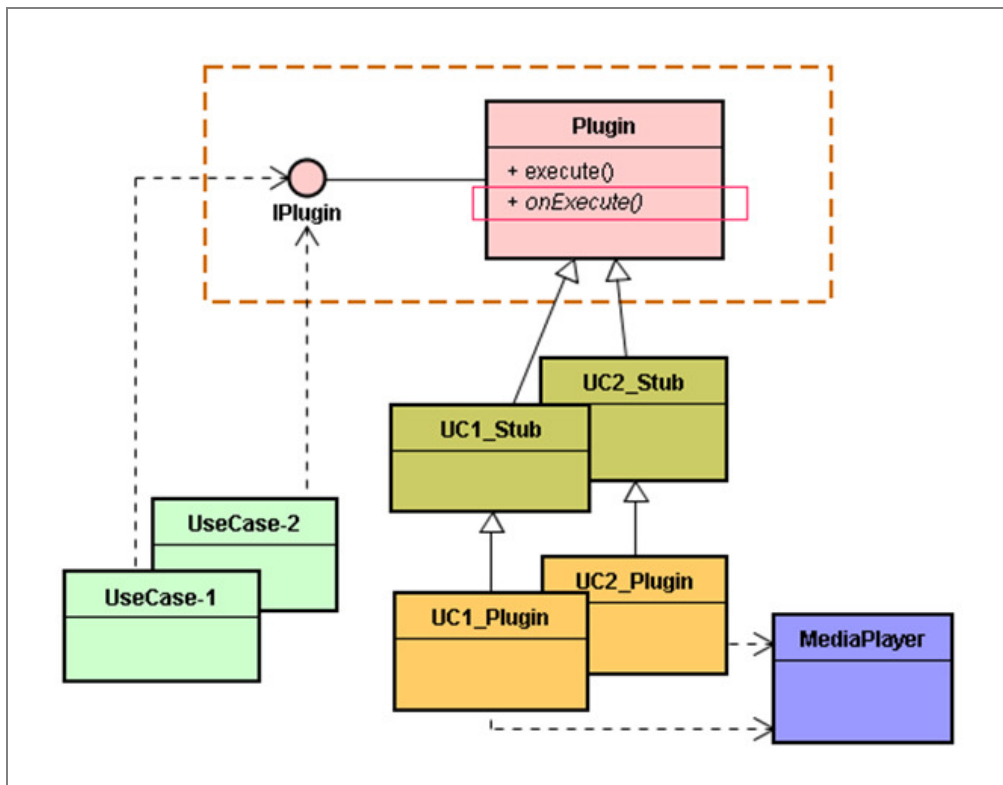 Plugin
+ execute()
+ onExecute()
IPlugin
UC2_Stub
UC1_Stub
UseCase-2
UseCase-1
UC2_Plugin
UC1_Plugin
MediaPlayer